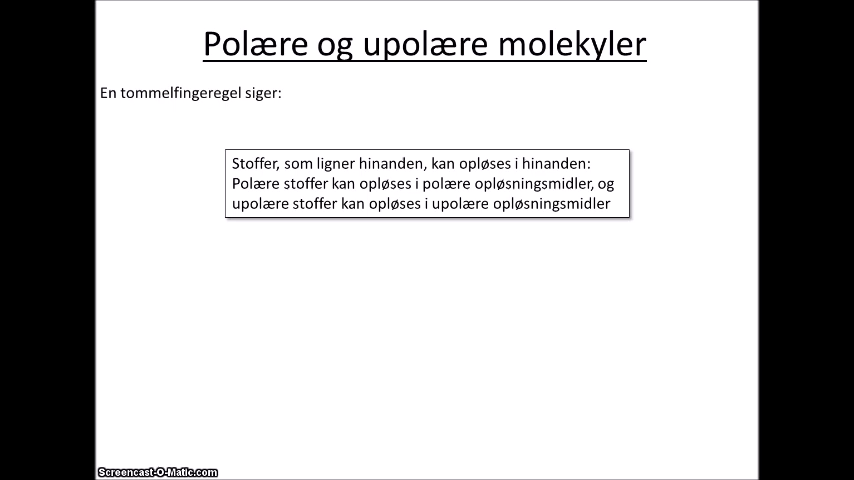 Polære og upolære molekyler
En tommelfingeregel siger:
Stoffer, som ligner hinanden, kan opløses i hinanden:
Polære stoffer kan opløses i polære opløsningsmidler, og
upolære stoffer kan opløses i upolære opløsningsmidler
Screencast-O-Matic.com